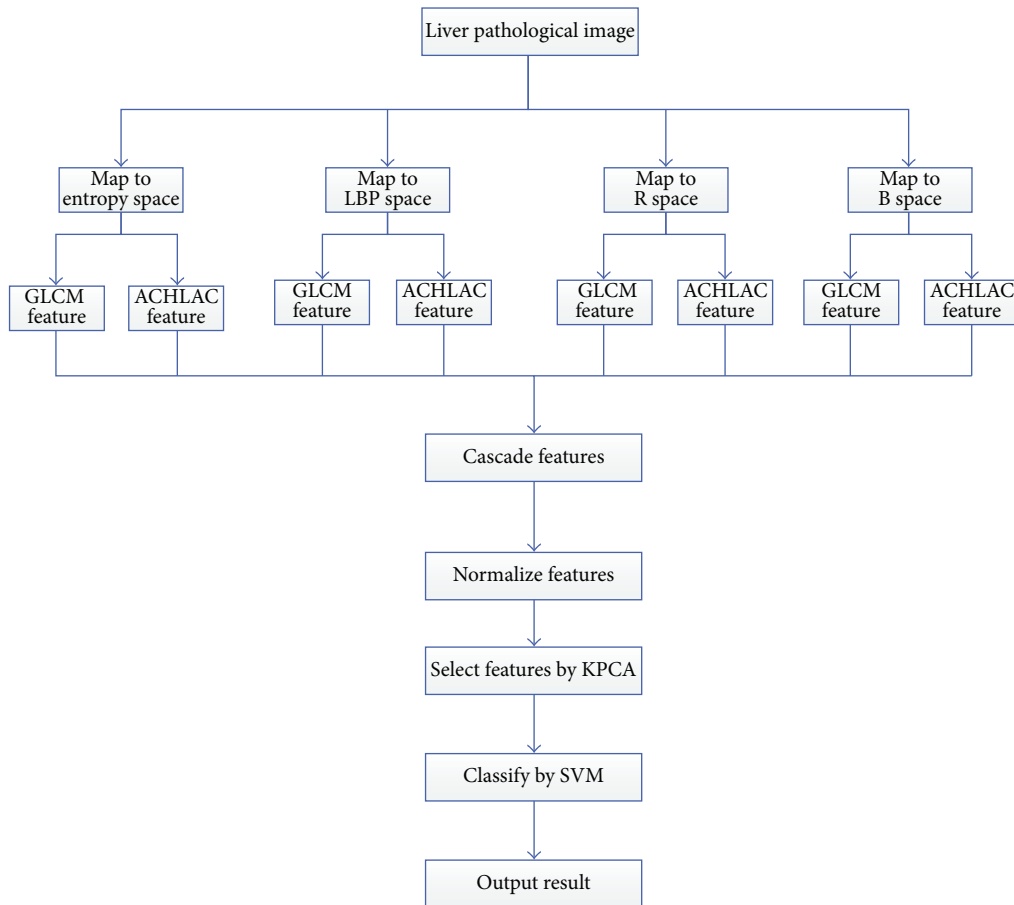 Liver pathological image
Map to
entropy space
Map to
LBP space
Map to
R space
Map to
B space
GLCM
feature
ACHLAC
feature
GLCM
feature
ACHLAC
feature
GLCM
feature
ACHLAC
feature
GLCM
feature
ACHLAC
feature
Cascade features
Normalize features
Select features by KPCA
Classify by SVM
Output result